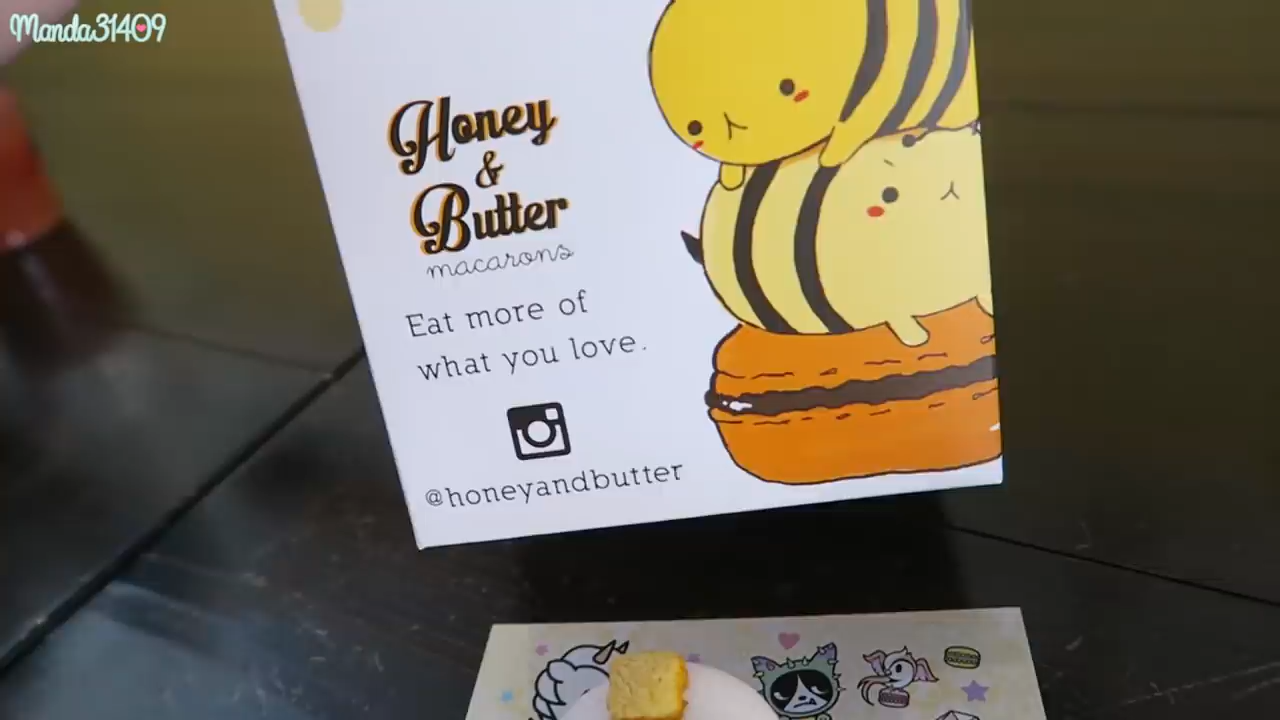 Manda31409
Honey
&
Butter
macarons
Eat more of
what you love.
@honeyandbutter